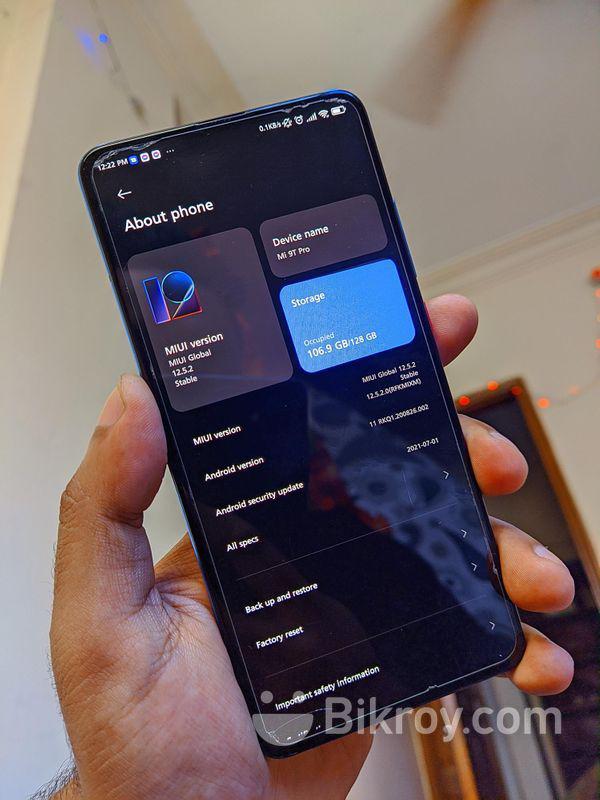 12:22 PM
0.1KB/s
About phone
Device name
Mi 9T Pro
MIUI version
MIUI Global
12.5.2
Stable
Storage
Occupied
106.9 GB/128 GB
MIUI version
MIUI Global 12.5.2
Stable
12.5.2.0(RFKMIXM)
Android version
11 RKQ1.200826.002
Android security update
2021-07-01
All specs
Back up and restore
Factory reset
Important safety information
Bikroy.com